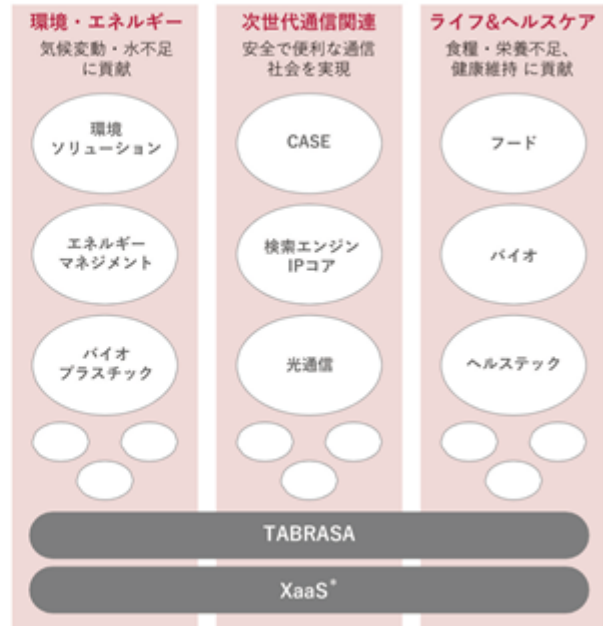 環境・エネルギー
気候変動・水不足
に貢献
環境
ソリューション
エネルギー
マネジメント
バイオ
プラスチック
次世代通信関連
安全で便利な通信
社会を実現
CASE
検索エンジン
IPコア
光通信
ライフ&ヘルスケア
食糧・栄養不足、
健康維持 に貢献
フード
バイオ
ヘルステック
TABRASA
XaaS*